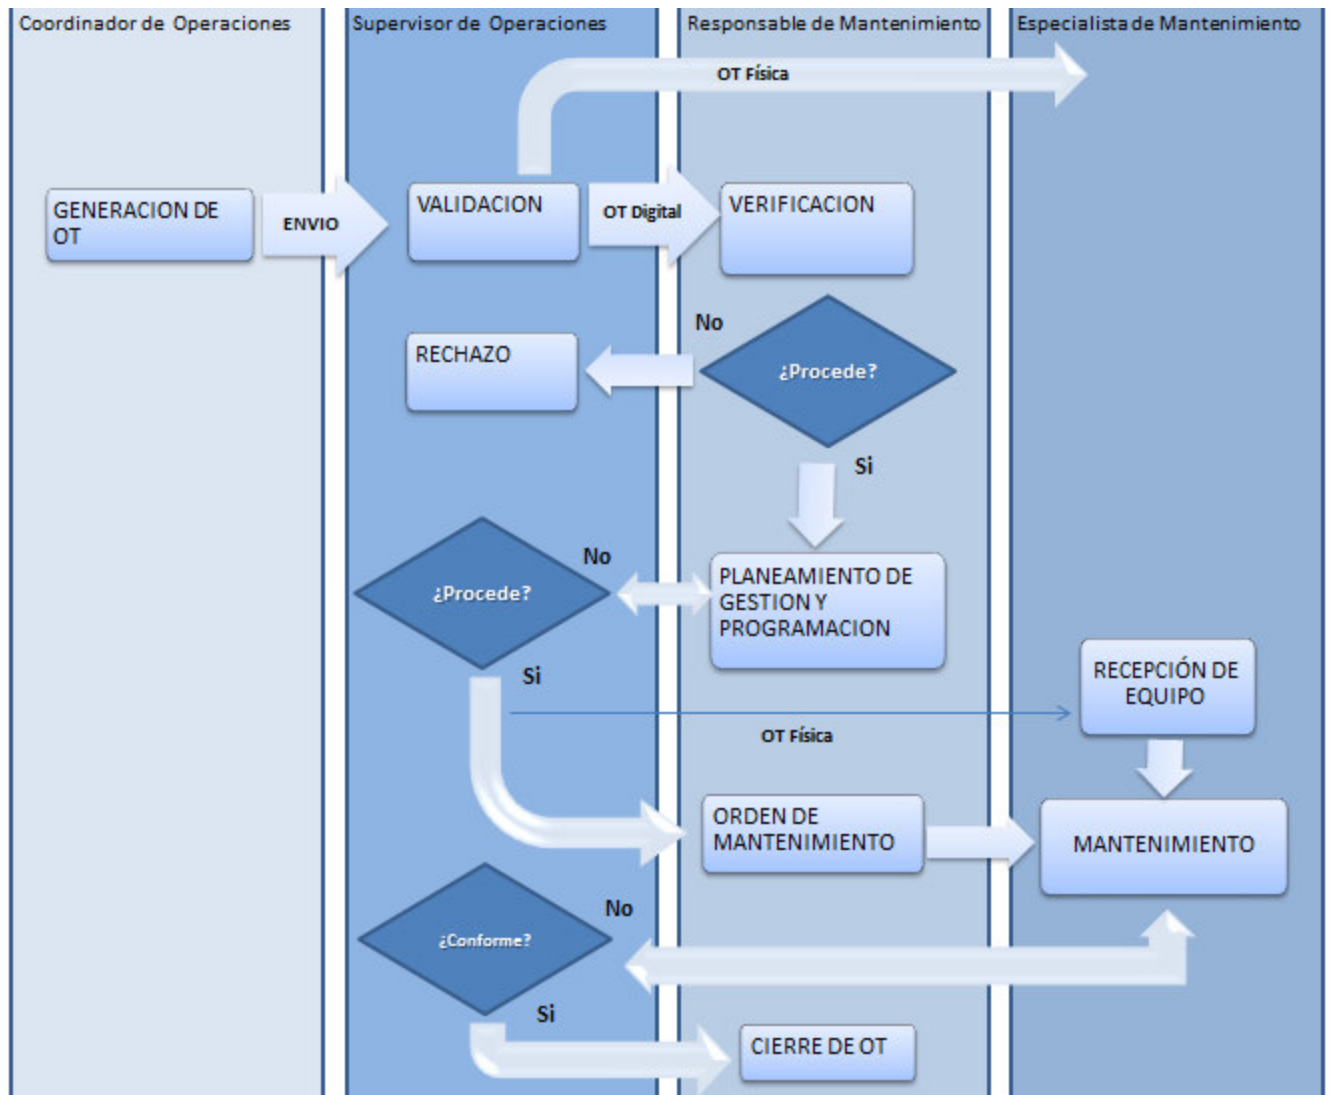 Coordinador de Operaciones
Supervisor de Operaciones
Responsable de Mantenimiento
Especialista de Mantenimiento
OT Física
GENERACION DE
OT
ENVIO
VALIDACION
OT Digital
VERIFICACION
No
RECHAZO
¿Procede?
Si
No
¿Procede?
PLANEAMIENTO DE
GESTION Y
PROGRAMACION
Si
RECEPCIÓN DE
EQUIPO
OT Física
ORDEN DE
MANTENIMIENTO
MANTENIMIENTO
No
¿Conforme?
Si
CIERRE DE OT